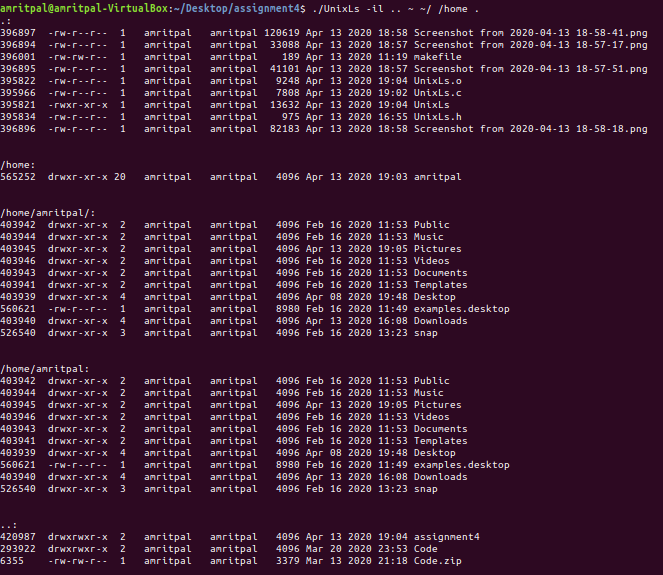 amritpal@amritpal-VirtualBox:~/Desktop/assignment4$ ./UnixLs -il .. ~ ~/ /home .
.:
396897  -rw-r--r--  1   amritpal   amritpal 120619 Apr 13 2020 18:58 Screenshot from 2020-04-13 18-58-41.png
396894  -rw-r--r--  1   amritpal   amritpal  33088 Apr 13 2020 18:57 Screenshot from 2020-04-13 18-57-17.png
396001  -rw-rw-r--  1   amritpal   amritpal    189 Apr 13 2020 11:19 makefile
396895  -rw-r--r--  1   amritpal   amritpal  41101 Apr 13 2020 18:57 Screenshot from 2020-04-13 18-57-51.png
395822  -rw-r--r--  1   amritpal   amritpal   9248 Apr 13 2020 19:04 UnixLs.o
395966  -rw-r--r--  1   amritpal   amritpal   7808 Apr 13 2020 19:02 UnixLs.c
395821  -rwxr-xr-x  1   amritpal   amritpal  13632 Apr 13 2020 19:04 UnixLs
395834  -rw-r--r--  1   amritpal   amritpal    975 Apr 13 2020 16:55 UnixLs.h
396896  -rw-r--r--  1   amritpal   amritpal  82183 Apr 13 2020 18:58 Screenshot from 2020-04-13 18-58-18.png
/home:
565252  drwxr-xr-x 20   amritpal   amritpal   4096 Apr 13 2020 19:03 amritpal
/home/amritpal/:
403942  drwxr-xr-x  2   amritpal   amritpal   4096 Feb 16 2020 11:53 Public
403944  drwxr-xr-x  2   amritpal   amritpal   4096 Feb 16 2020 11:53 Music
403945  drwxr-xr-x  2   amritpal   amritpal   4096 Apr 13 2020 19:05 Pictures
403946  drwxr-xr-x  2   amritpal   amritpal   4096 Feb 16 2020 11:53 Videos
403943  drwxr-xr-x  2   amritpal   amritpal   4096 Feb 16 2020 11:53 Documents
403941  drwxr-xr-x  2   amritpal   amritpal   4096 Feb 16 2020 11:53 Templates
403939  drwxr-xr-x  4   amritpal   amritpal   4096 Apr 08 2020 19:48 Desktop
560621  -rw-r--r--  1   amritpal   amritpal   8980 Feb 16 2020 11:49 examples.desktop
403940  drwxr-xr-x  4   amritpal   amritpal   4096 Apr 13 2020 16:08 Downloads
526540  drwxr-xr-x  3   amritpal   amritpal   4096 Feb 16 2020 13:23 snap
/home/amritpal:
403942  drwxr-xr-x  2   amritpal   amritpal   4096 Feb 16 2020 11:53 Public
403944  drwxr-xr-x  2   amritpal   amritpal   4096 Feb 16 2020 11:53 Music
403945  drwxr-xr-x  2   amritpal   amritpal   4096 Apr 13 2020 19:05 Pictures
403946  drwxr-xr-x  2   amritpal   amritpal   4096 Feb 16 2020 11:53 Videos
403943  drwxr-xr-x  2   amritpal   amritpal   4096 Feb 16 2020 11:53 Documents
403941  drwxr-xr-x  2   amritpal   amritpal   4096 Feb 16 2020 11:53 Templates
403939  drwxr-xr-x  4   amritpal   amritpal   4096 Apr 08 2020 19:48 Desktop
560621  -rw-r--r--  1   amritpal   amritpal   8980 Feb 16 2020 11:49 examples.desktop
403940  drwxr-xr-x  4   amritpal   amritpal   4096 Apr 13 2020 16:08 Downloads
526540  drwxr-xr-x  3   amritpal   amritpal   4096 Feb 16 2020 13:23 snap
..:
420987  drwxrwxr-x  2   amritpal   amritpal   4096 Apr 13 2020 19:04 assignment4
293922  drwxrwxr-x  2   amritpal   amritpal   4096 Mar 20 2020 23:53 Code
6355    -rw-rw-r--  1   amritpal   amritpal   3379 Mar 13 2020 21:18 Code.zip